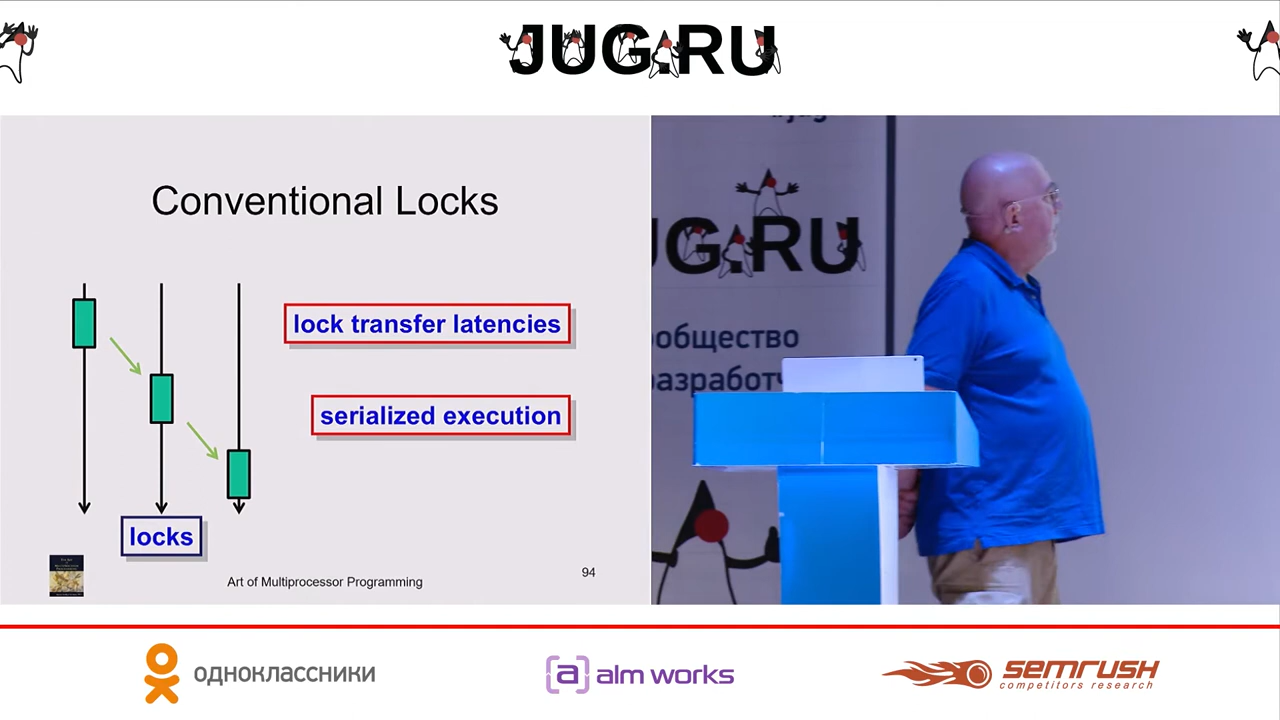 JUG.RU
Conventional Locks
lock transfer latencies
serialized execution
locks
Art of Multiprocessor Programming
94
UG.RU
ообщество
разработч
одноклассники
[a] alm works
semrush
competitors research